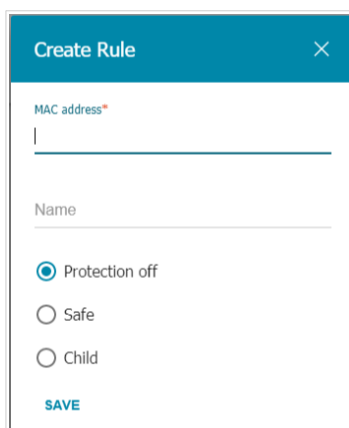 Create Rule
MAC address*
Name
Protection off
Safe
Child
SAVE